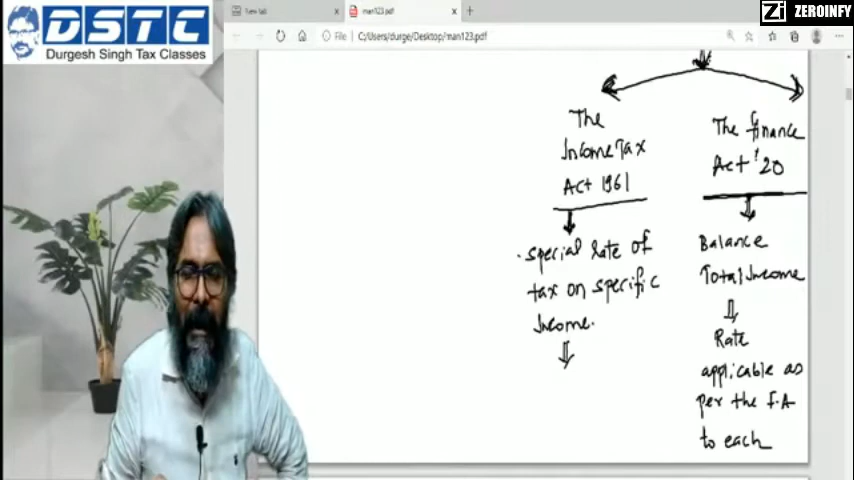 DSTC
Durgesh Singh Tax Classes
New tab
man123.pdf
File
C:/Users/durge/Desktop/man123.pdf
Zi ZEROINFY
The
Income Tax
Act 1961
• special rate of
tax on specific
Income.
The finance
Act '20
Balance
Total Income
Rate
applicable as
per the F.A
to each